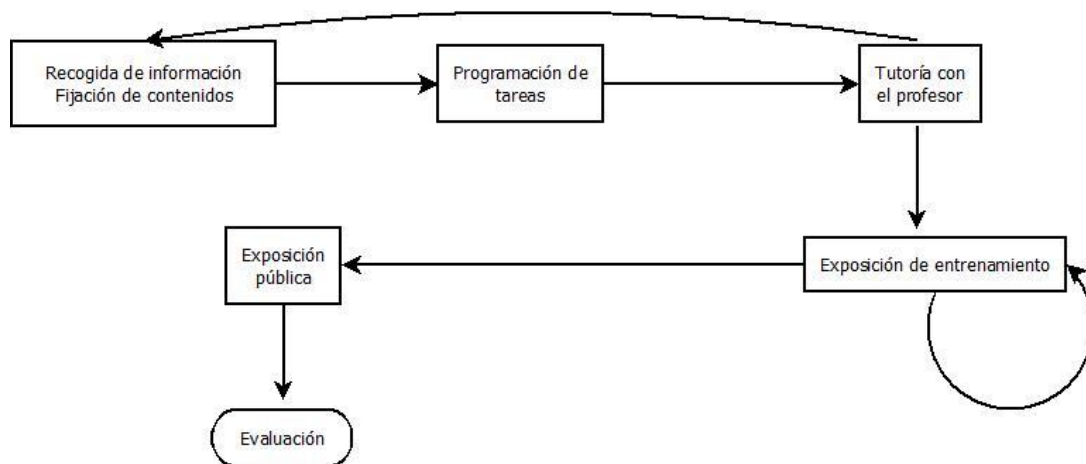 Recogida de información
Fijación de contenidos
Programación de
tareas
Tutoría con
el profesor
Exposición de entrenamiento
Exposición
pública
Evaluación